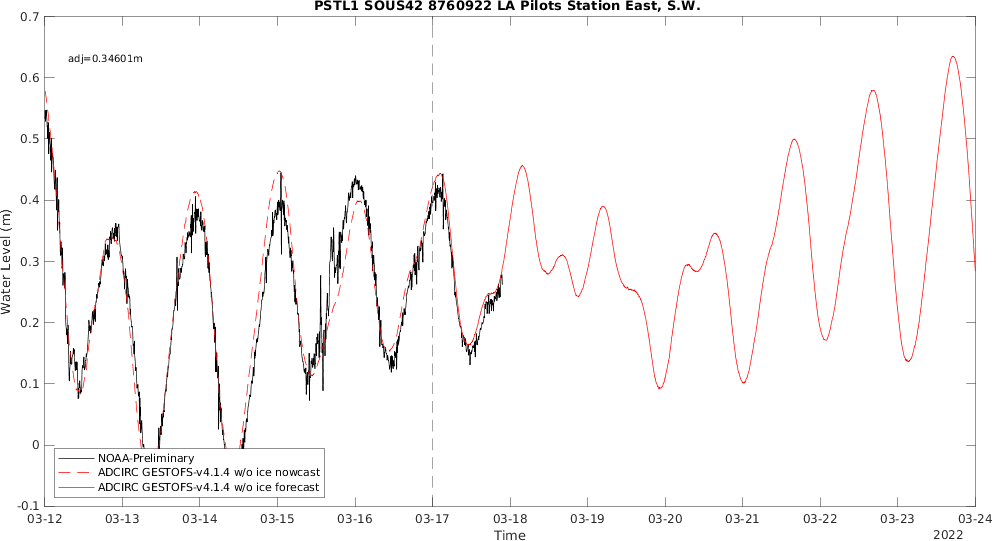 PSTL1 SOUS42 8760922 LA Pilots Station East, S.W.
adj=0.34601m
0.7
0.6
0.5
0.4
0.3
0.2
0.1
0
-0.1
Water Level (m)
NOAA-Preliminary
ADCIRC GESTOFS-v4.1.4 w/o ice nowcast
ADCIRC GESTOFS-v4.1.4 w/o ice forecast
03-12 03-13 03-14 03-15 03-16 03-17 03-18 03-19 03-20 03-21 03-22 03-23 03-24
Time
2022